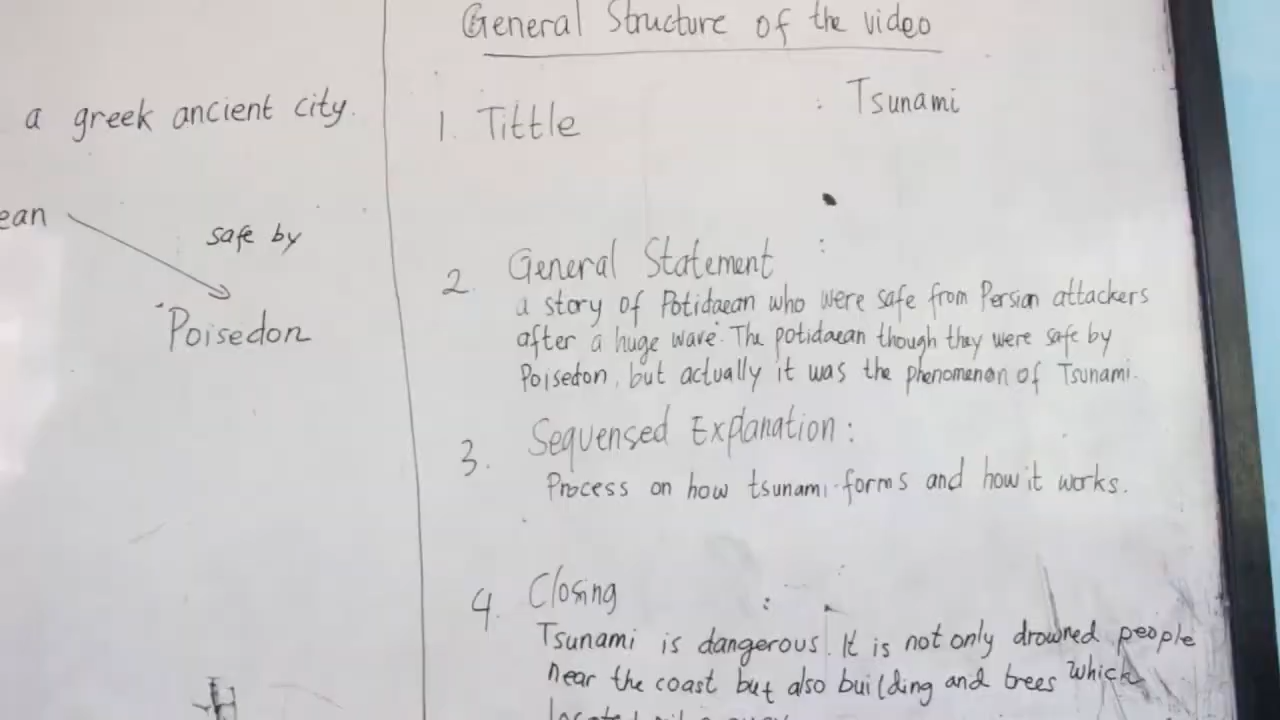 a greek ancient city.
ean
safe by
Poisedon
General Structure of the video
1. Tittle : Tsunami
2. General Statement :
a story of Potidaean who were safe from Persian attackers
after a huge wave. The potidaean though they were safe by
Poisedon, but actually it was the phenomenon of Tsunami.
3. Sequensed Explanation :
Process on how tsunami forms and how it works.
4. Closing :
Tsunami is dangerous. It is not only drowned people
near the coast but also building and trees which